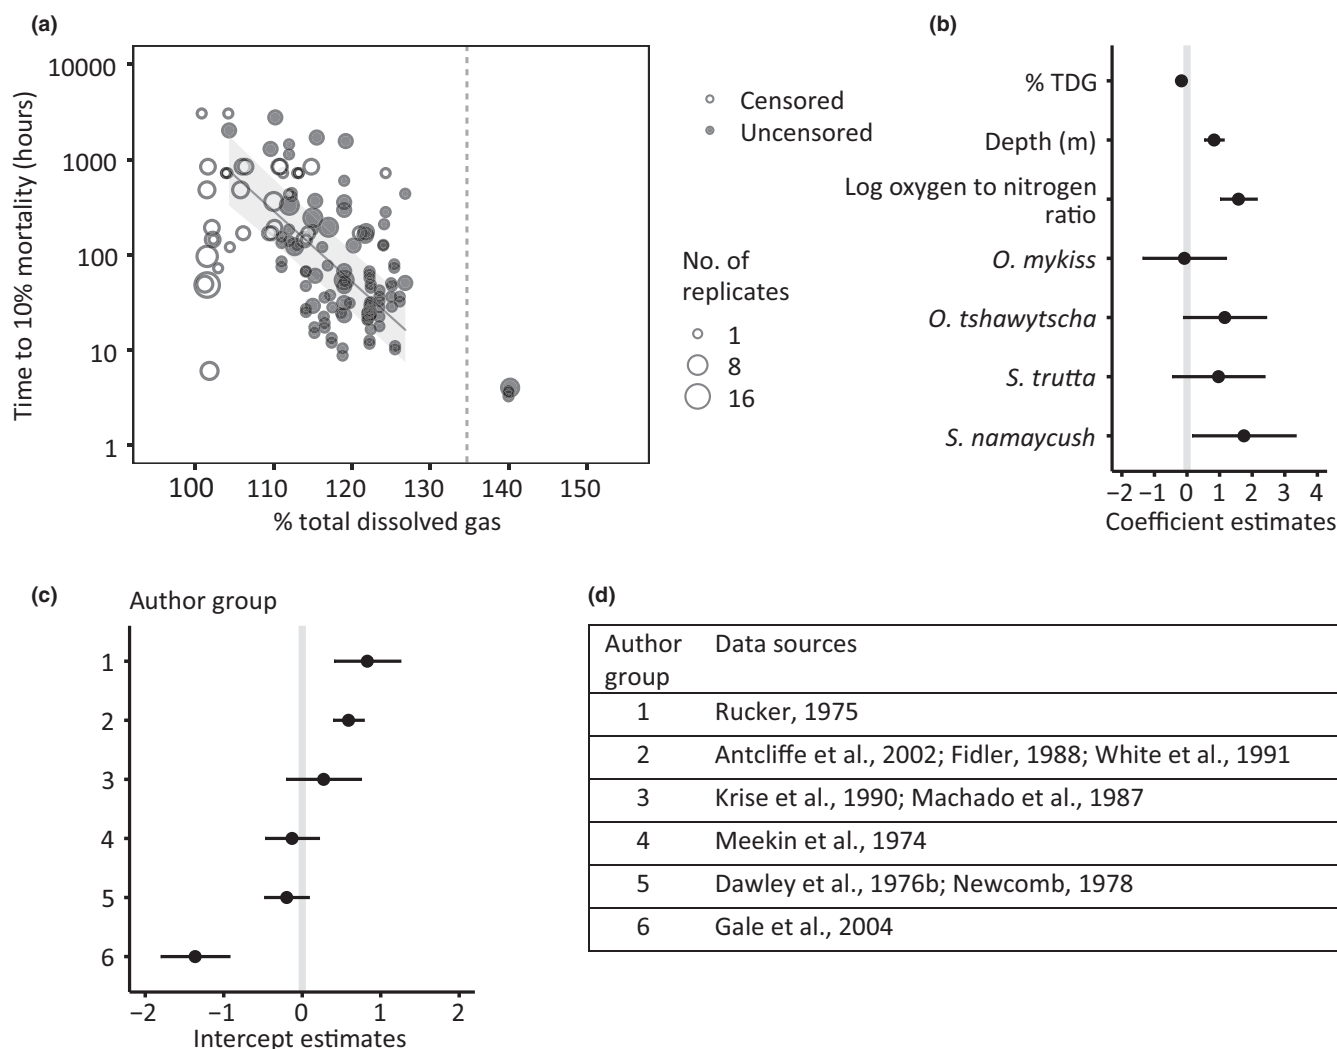 (a)
10000
1000
100
10
1
Time to 10% mortality (hours)
100 110 120 130 140 150
% total dissolved gas
Censored
Uncensored
No. of
replicates
1
8
16
(b)
% TDG
Depth (m)
Log oxygen to nitrogen
ratio
O. mykiss
O. tshawytscha
S. trutta
S. namaycush
−2 −1 0 1 2 3 4
Coefficient estimates
(c)
Author group
1
2
3
4
5
6
−2 −1 0 1 2
Intercept estimates
(d)
Author Data sources
group
1 Rucker, 1975
2 Antcliffe et al., 2002; Fidler, 1988; White et al., 1991
3 Krise et al., 1990; Machado et al., 1987
4 Meekin et al., 1974
5 Dawley et al., 1976b; Newcomb, 1978
6 Gale et al., 2004